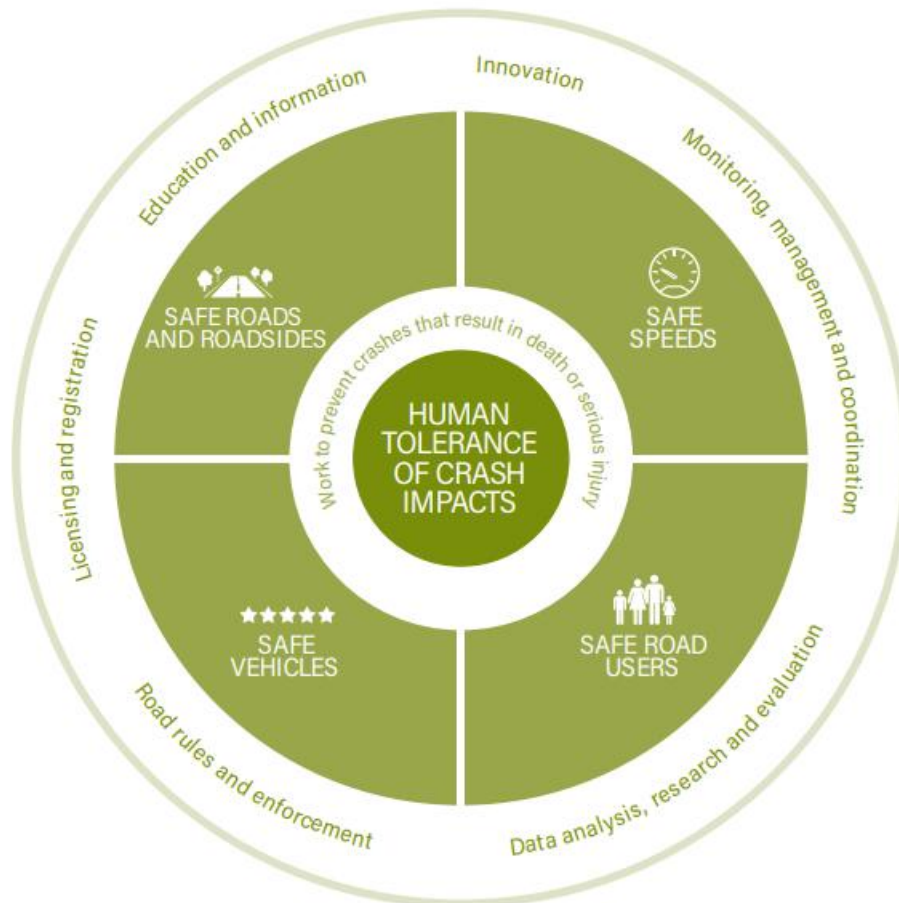 Innovation
Monitoring, management and coordination
Data analysis, research and evaluation
Road rules and enforcement
Licensing and registration
Education and information
SAFE ROADS
AND ROADSIDES
SAFE
SPEEDS
SAFE
VEHICLES
SAFE ROAD
USERS
Work to prevent crashes that result in death or serious injury
HUMAN
TOLERANCE
OF CRASH
IMPACTS